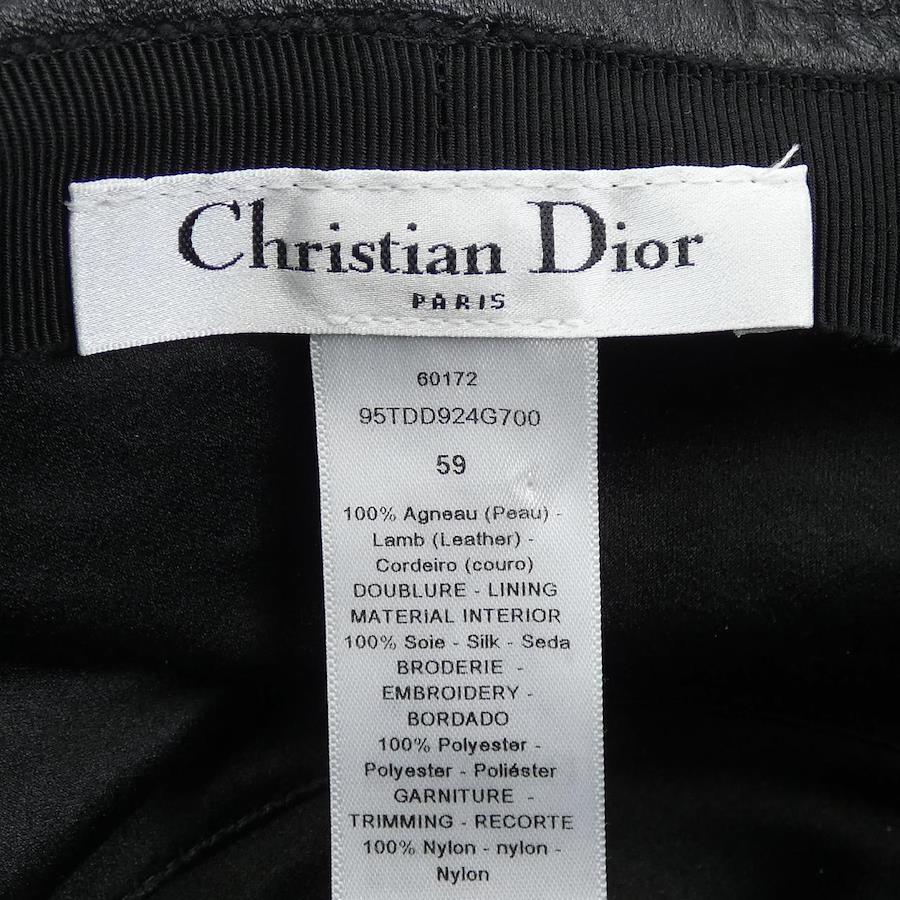 Christian Dior
PARIS
60172
95TDD924G700
59
100% Agneau (Peau) -
Lamb (Leather) -
Cordeiro (couro)
DOUBLURE - LINING
MATERIAL INTERIOR
100% Soie - Silk - Seda
BRODERIE -
EMBROIDERY -
BORDADO
100% Polyester -
Polyester - Poliéster
GARNITURE -
TRIMMING - RECORTE
100% Nylon - nylon -
Nylon